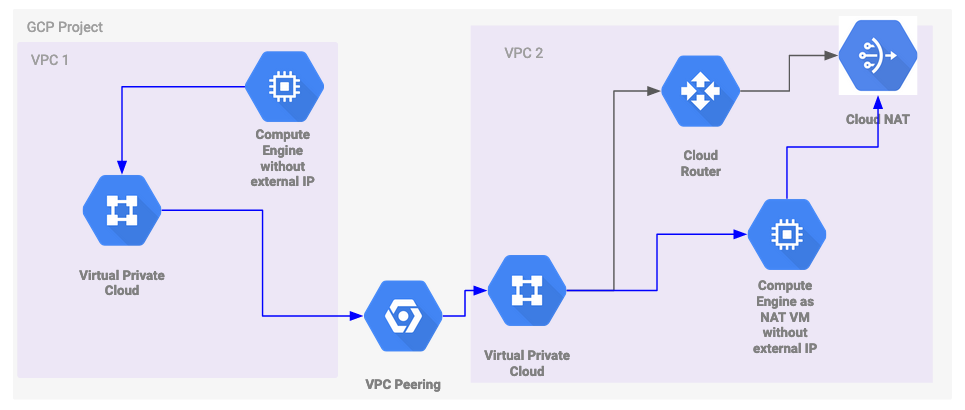 GCP Project
VPC 1
Compute
Engine
without
external IP
Virtual Private
Cloud
VPC Peering
VPC 2
Cloud NAT
Cloud
Router
Compute
Engine as
NAT VM
without
external IP
Virtual Private
Cloud